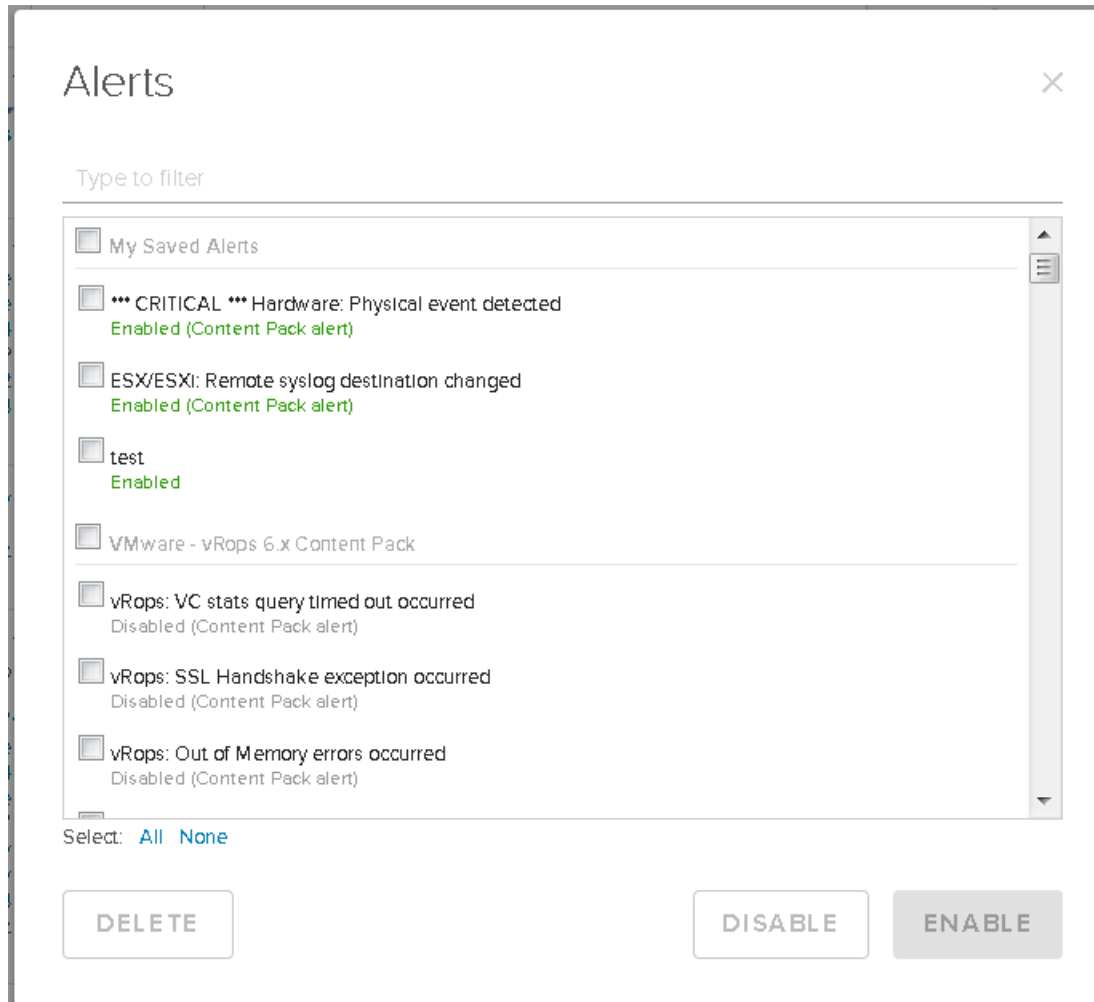 Alerts
Type to filter
My Saved Alerts
*** CRITICAL *** Hardware: Physical event detected
Enabled (Content Pack alert)
ESX/ESXi: Remote syslog destination changed
Enabled (Content Pack alert)
test
Enabled
VMware - vRops 6.x Content Pack
vRops: VC stats query timed out occurred
Disabled (Content Pack alert)
vRops: SSL Handshake exception occurred
Disabled (Content Pack alert)
vRops: Out of Memory errors occurred
Disabled (Content Pack alert)
Select: All None
DELETE DISABLE ENABLE